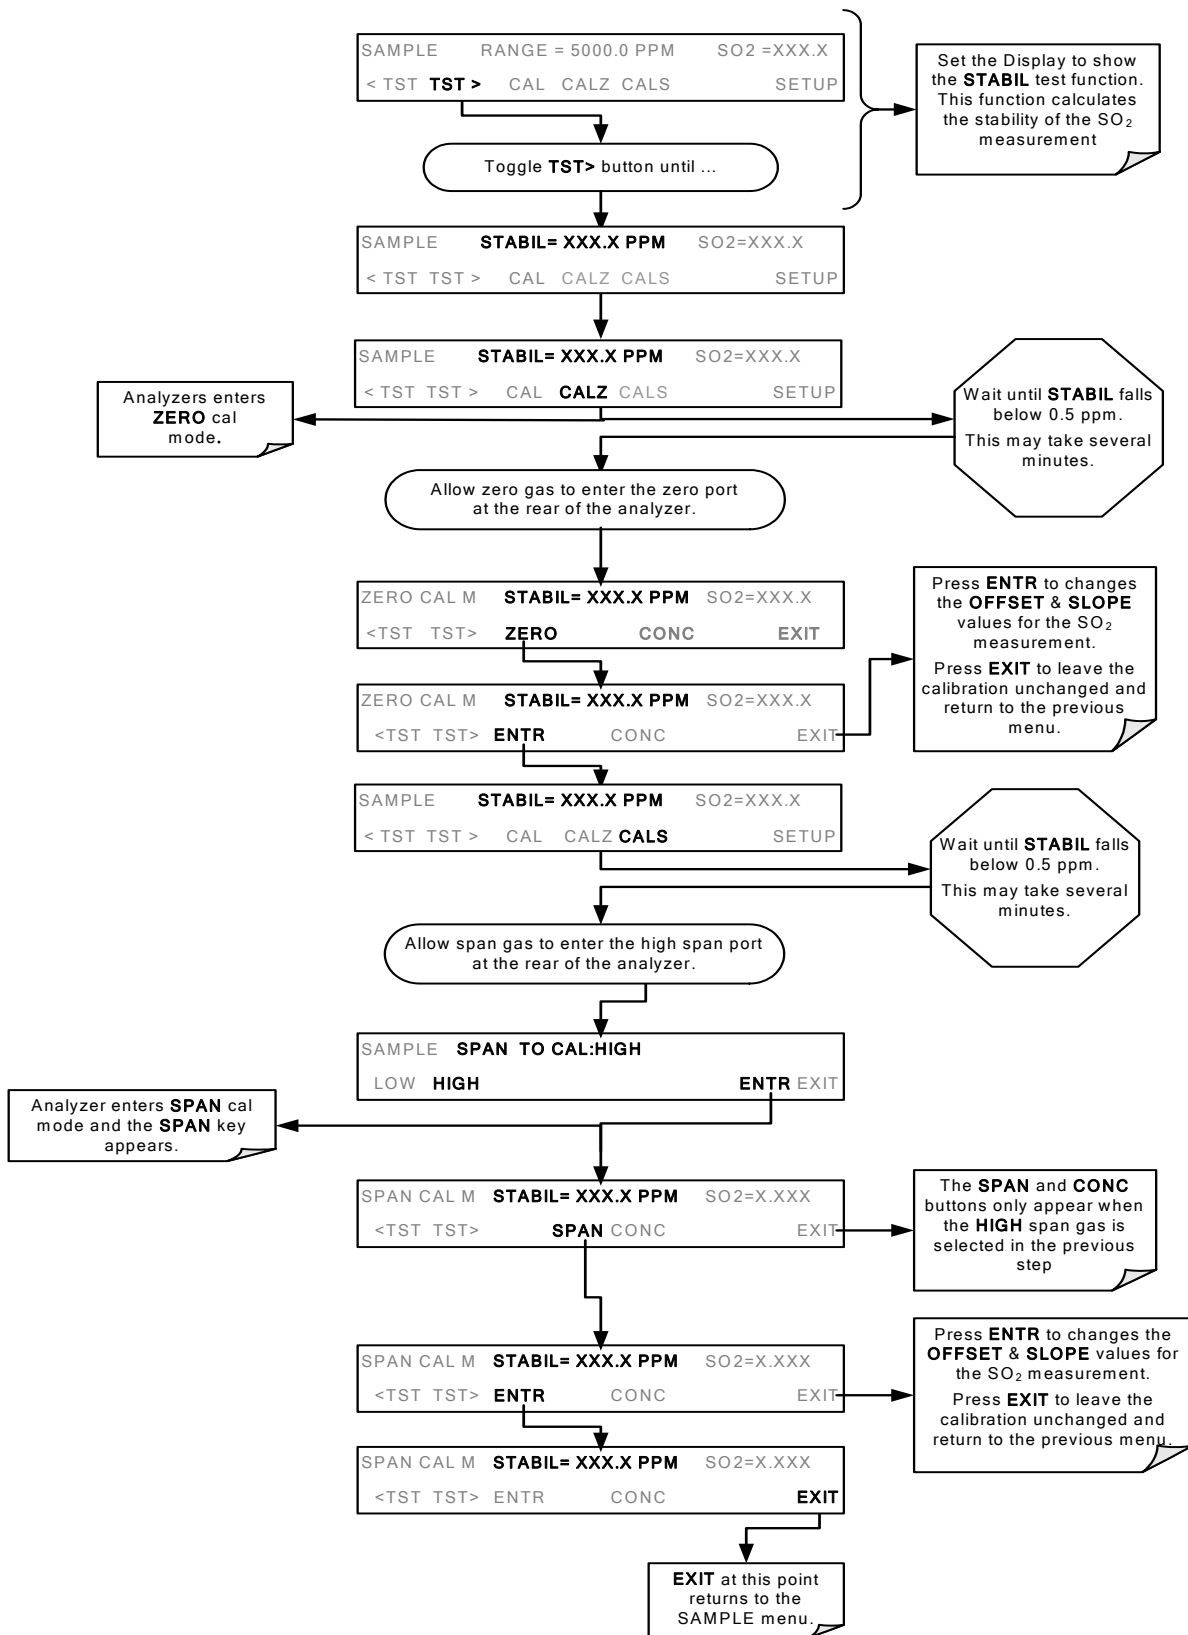 SAMPLE RANGE = 5000.0 PPM SO2 =XXX.X
< TST TST > CAL CALZ CALS SETUP
Set the Display to show
the STABIL test function.
This function calculates
the stability of the SO2
measurement
Toggle TST> button until ...
SAMPLE STABIL= XXX.X PPM SO2=XXX.X
< TST TST > CAL CALZ CALS SETUP
SAMPLE STABIL= XXX.X PPM SO2=XXX.X
< TST TST > CAL CALZ CALS SETUP
Analyzers enters
ZERO cal
mode.
Wait until STABIL falls
below 0.5 ppm.
This may take several
minutes.
Allow zero gas to enter the zero port
at the rear of the analyzer.
ZERO CAL M STABIL= XXX.X PPM SO2=XXX.X
<TST TST> ZERO CONC EXIT
Press ENTR to changes
the OFFSET & SLOPE
values for the SO2
measurement.
Press EXIT to leave the
calibration unchanged and
return to the previous
menu.
ZERO CAL M STABIL= XXX.X PPM SO2=XXX.X
<TST TST> ENTR CONC EXIT
SAMPLE STABIL= XXX.X PPM SO2=XXX.X
< TST TST > CAL CALZ CALS SETUP
Wait until STABIL falls
below 0.5 ppm.
This may take several
minutes.
Allow span gas to enter the high span port
at the rear of the analyzer.
SAMPLE SPAN TO CAL:HIGH
LOW HIGH ENTR EXIT
Analyzer enters SPAN cal
mode and the SPAN key
appears.
SPAN CAL M STABIL= XXX.X PPM SO2=X.XXX
<TST TST> SPAN CONC EXIT
The SPAN and CONC
buttons only appear when
the HIGH span gas is
selected in the previous
step
SPAN CAL M STABIL= XXX.X PPM SO2=X.XXX
<TST TST> ENTR CONC EXIT
Press ENTR to changes the
OFFSET & SLOPE values for
the SO2 measurement.
Press EXIT to leave the
calibration unchanged and
return to the previous menu.
SPAN CAL M STABIL= XXX.X PPM SO2=X.XXX
<TST TST> ENTR CONC EXIT
EXIT at this point
returns to the
SAMPLE menu.